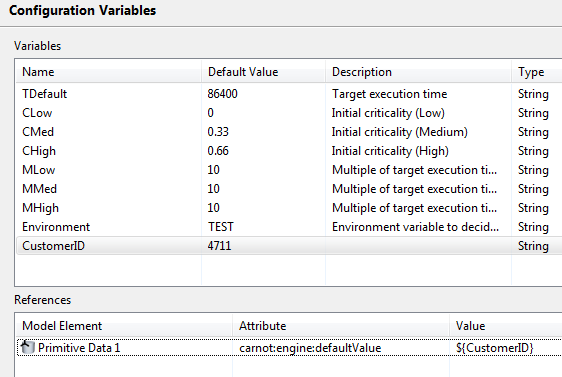 Configuration Variables
Variables
Name Default Value Description Type
TDefault 86400 Target execution time String
CLow 0 Initial criticality (Low) String
CMed 0.33 Initial criticality (Medium) String
CHigh 0.66 Initial criticality (High) String
MLow 10 Multiple of target execution ti... String
MMed 10 Multiple of target execution ti... String
MHigh 10 Multiple of target execution ti... String
Environment TEST Environment variable to decid... String
CustomerID 4711 String
References
Model Element Attribute Value
Primitive Data 1 carnot:engine:defaultValue ${CustomerID}